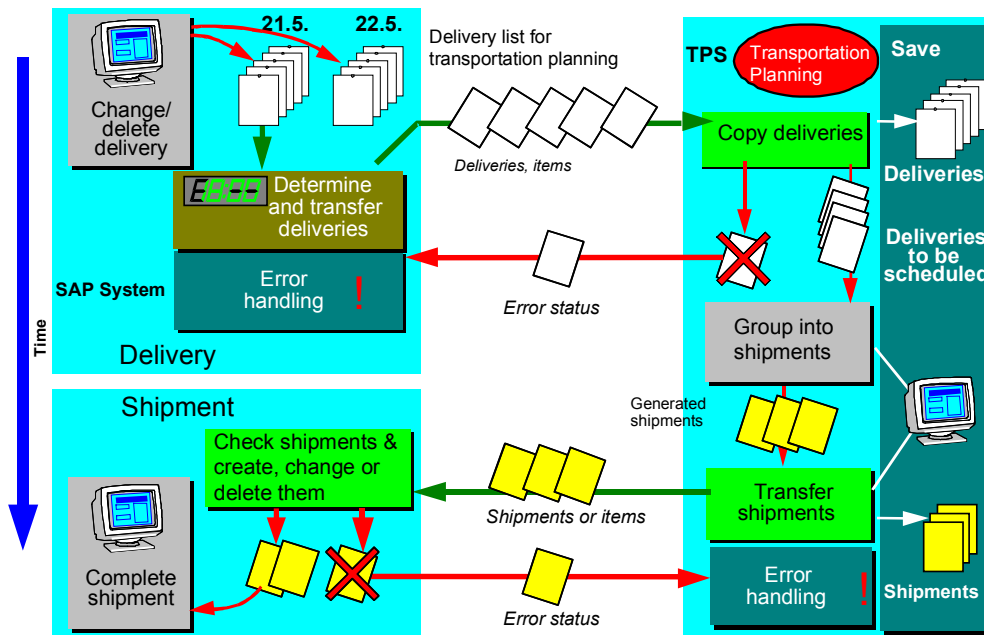 21.5.
22.5.
Change/
delete
delivery
Delivery list for
transportation planning
Deliveries, items
E.8:00
Determine
and transfer
deliveries
SAP System
Error
handling
!
Error status
Delivery
Time
TPS
Transportation
Planning
Save
Copy deliveries
Deliveries
Deliveries
to be
scheduled
Group into
shipments
Generated
shipments
Shipment
Check shipments &
create, change or
delete them
Shipments or items
Transfer
shipments
Complete
shipment
Error status
Error
handling
!
Shipments